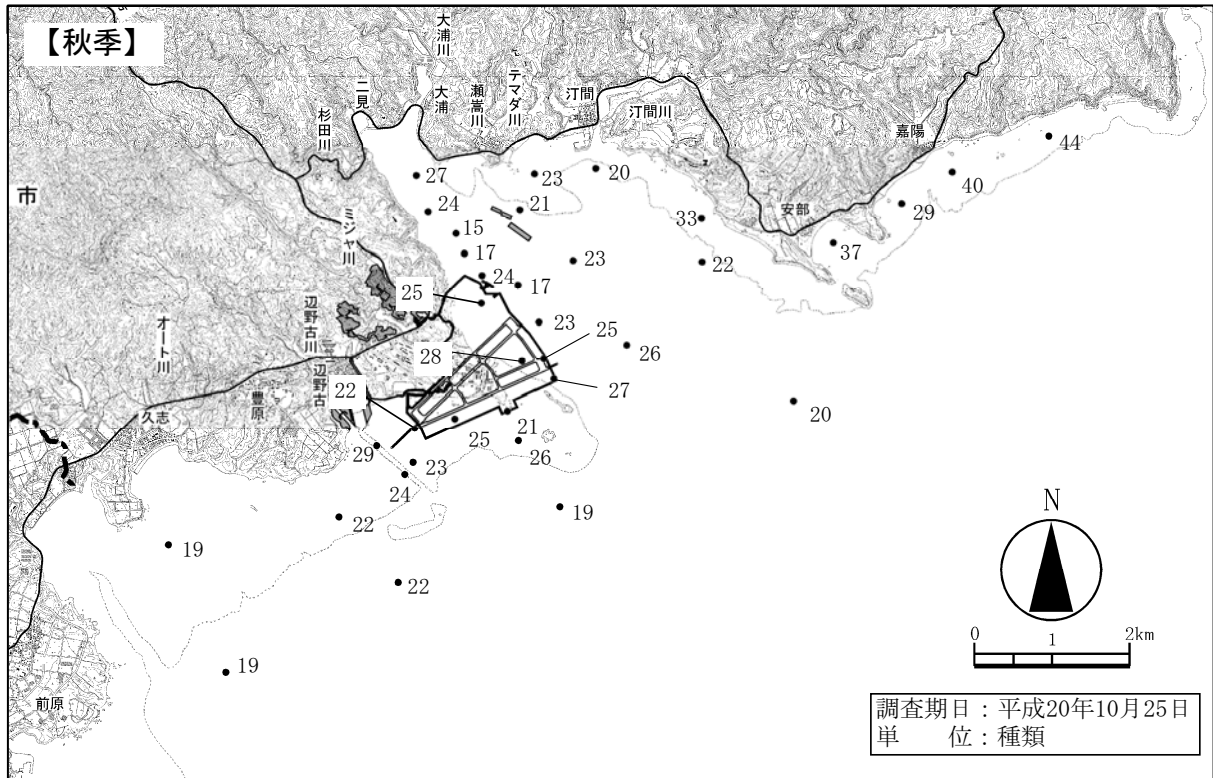 【秋季】
大浦川
テマダ川
瀬嵩川
大浦
二見
杉田川
汀間
汀間川
嘉陽
安部
市
ミジャ川
辺野古川
オート川
辺野古
豊原
久志
前原
44
40
29
37
33
22
20
23
27
21
24
15
17
23
24
17
25
23
25
26
28
27
20
22
21
25
26
29
23
24
19
22
19
22
19
N
0 1 2km
調査期日：平成20年10月25日
単　　位：種類